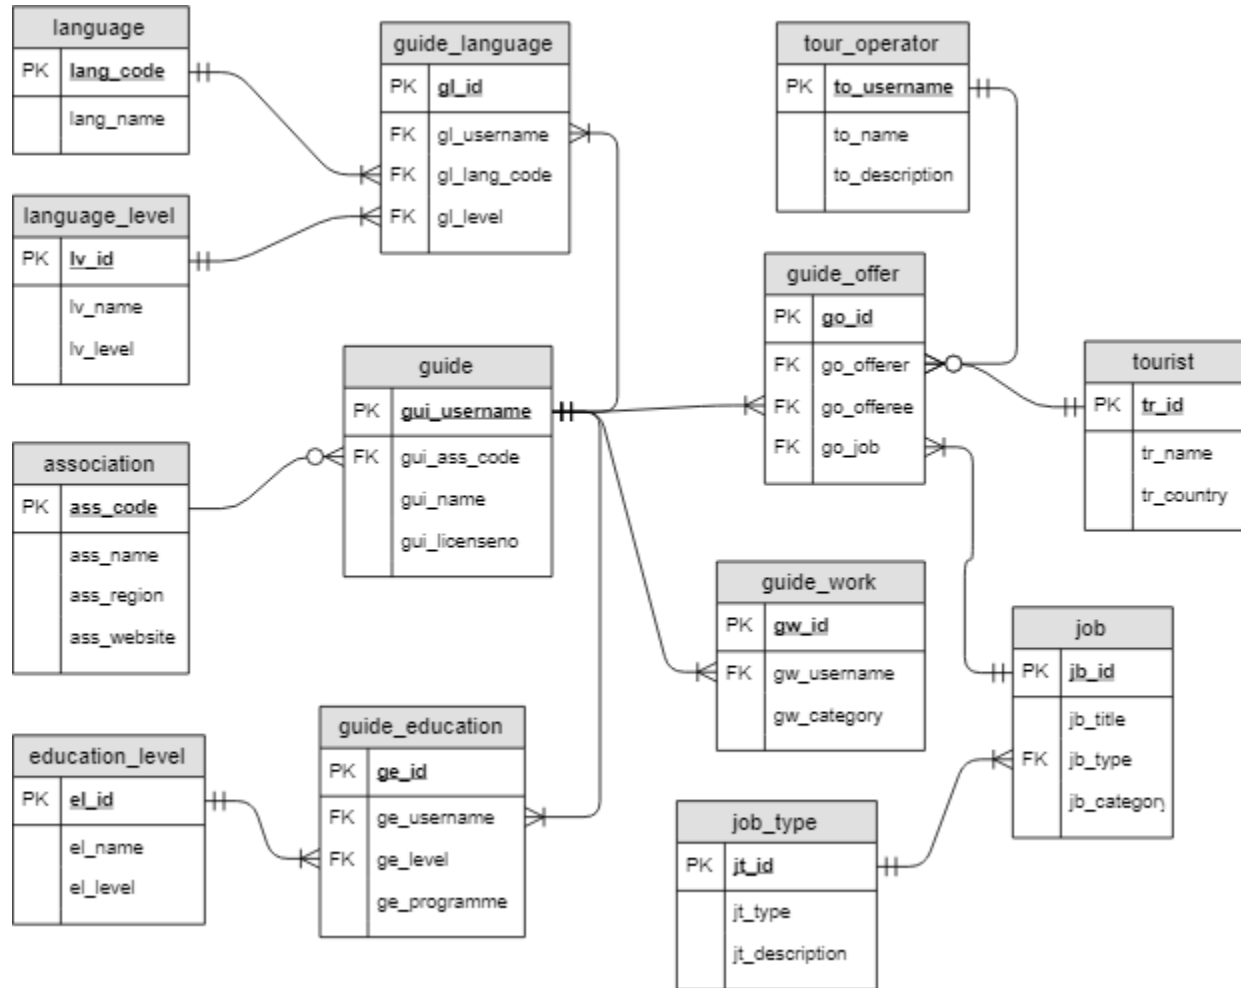 language
PK lang_code
lang_name
language_level
PK lv_id
lv_name
lv_level
association
PK ass_code
ass_name
ass_region
ass_website
education_level
PK el_id
el_name
el_level
guide_language
PK gl_id
FK gl_username
FK gl_lang_code
FK gl_level
guide
PK gui_username
FK gui_ass_code
gui_name
gui_licenseno
guide_education
PK ge_id
FK ge_username
FK ge_level
ge_programme
tour_operator
PK to_username
to_name
to_description
guide_offer
PK go_id
FK go_offerer
FK go_offeree
FK go_job
guide_work
PK gw_id
FK gw_username
gw_category
job_type
PK jt_id
jt_type
jt_description
tourist
PK tr_id
tr_name
tr_country
job
PK jb_id
jb_title
FK jb_type
jb_category